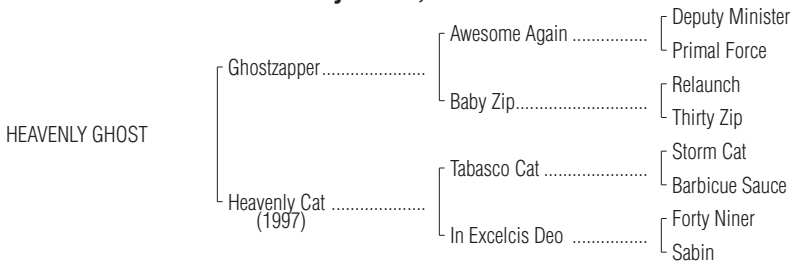 Deputy Minister
Awesome Again ................
Primal Force
Ghostzapper......................
Relaunch
Baby Zip............................
Thirty Zip
HEAVENLY GHOST
Storm Cat
Tabasco Cat ......................
Barbicue Sauce
Heavenly Cat ....................
(1997)
Forty Niner
In Excelcis Deo ................
Sabin